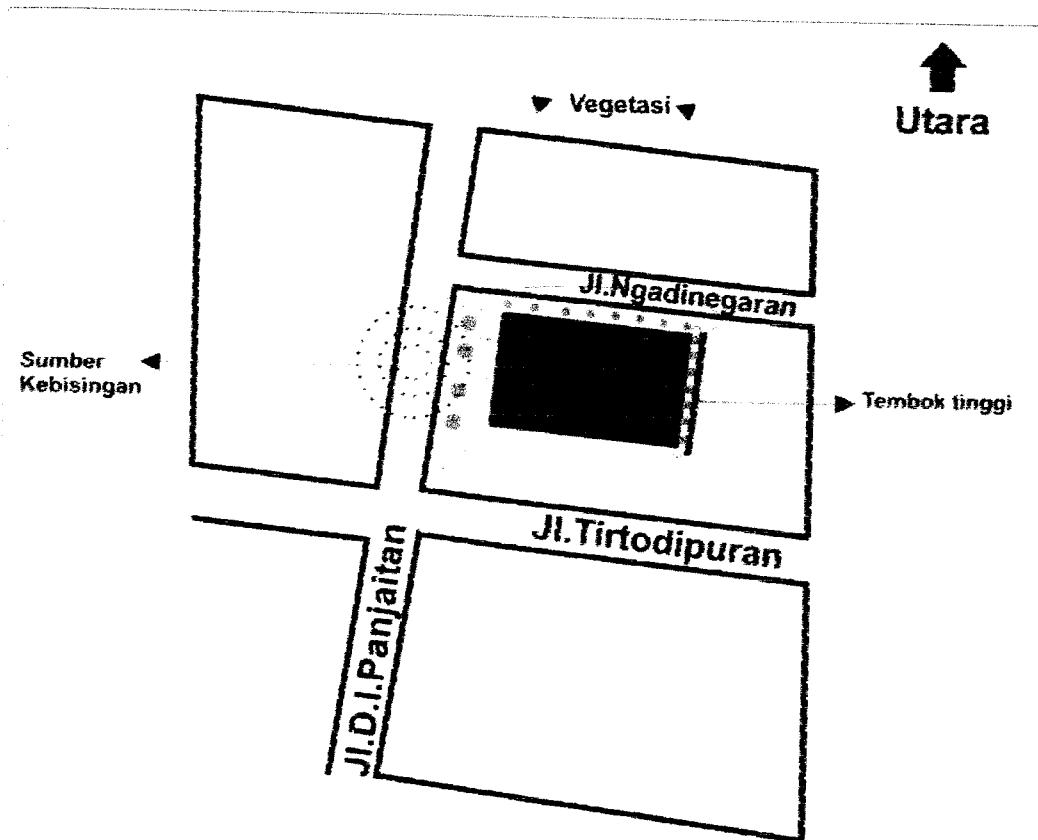 Vegetasi
Utara
Jl.Ngadinegaran
Sumber
Kebisingan
Tembok tinggi
Jl.Tirtodipuran
Jl.D.I.Panjaitan